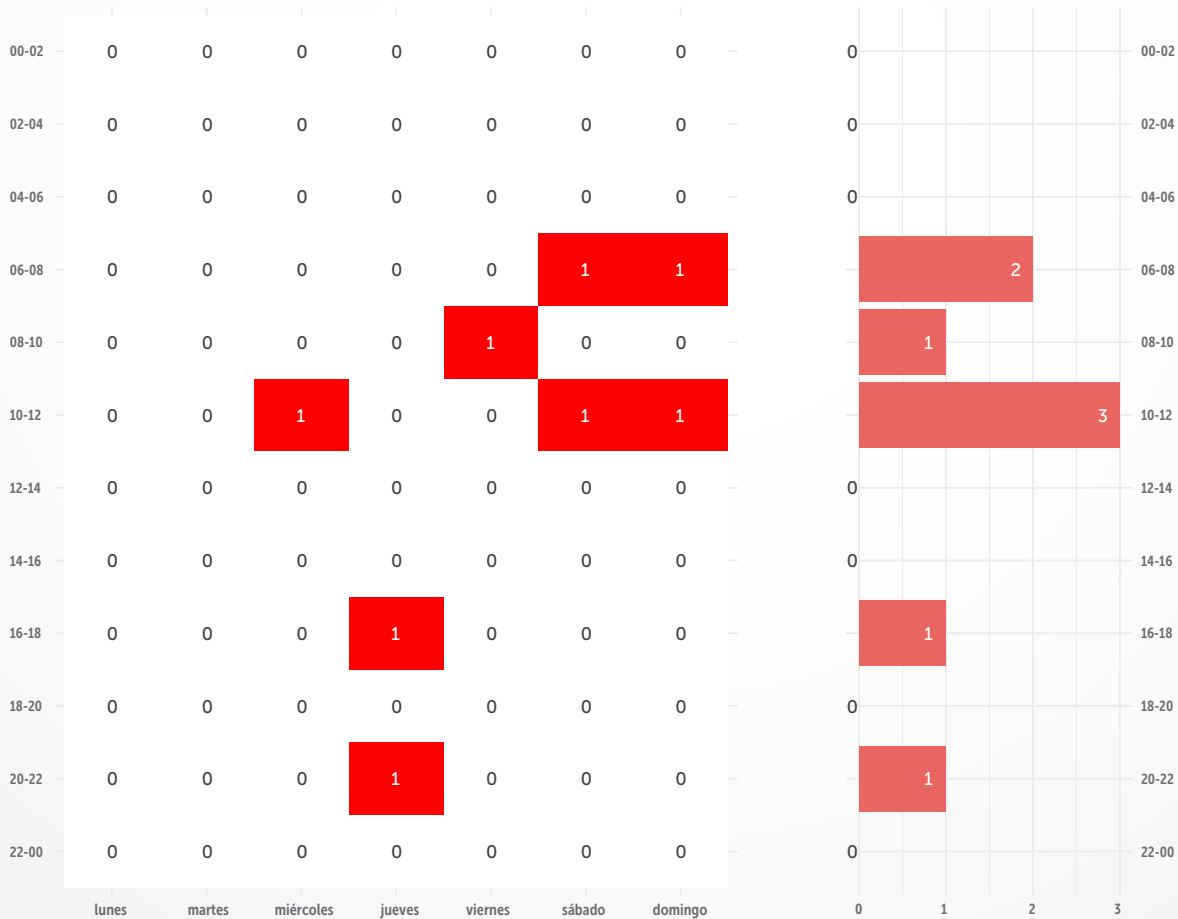 00-02 0 0 0 0 0 0 0 0 00-02
02-04 0 0 0 0 0 0 0 0 02-04
04-06 0 0 0 0 0 0 0 0 04-06
06-08 0 0 0 0 0 1 1 2 06-08
08-10 0 0 0 0 1 0 0 1 08-10
10-12 0 0 1 0 0 1 1 3 10-12
12-14 0 0 0 0 0 0 0 0 12-14
14-16 0 0 0 0 0 0 0 0 14-16
16-18 0 0 0 1 0 0 0 1 16-18
18-20 0 0 0 0 0 0 0 0 18-20
20-22 0 0 0 1 0 0 0 1 20-22
22-00 0 0 0 0 0 0 0 0 22-00
lunes martes miércoles jueves viernes sábado domingo 0 1 2 3